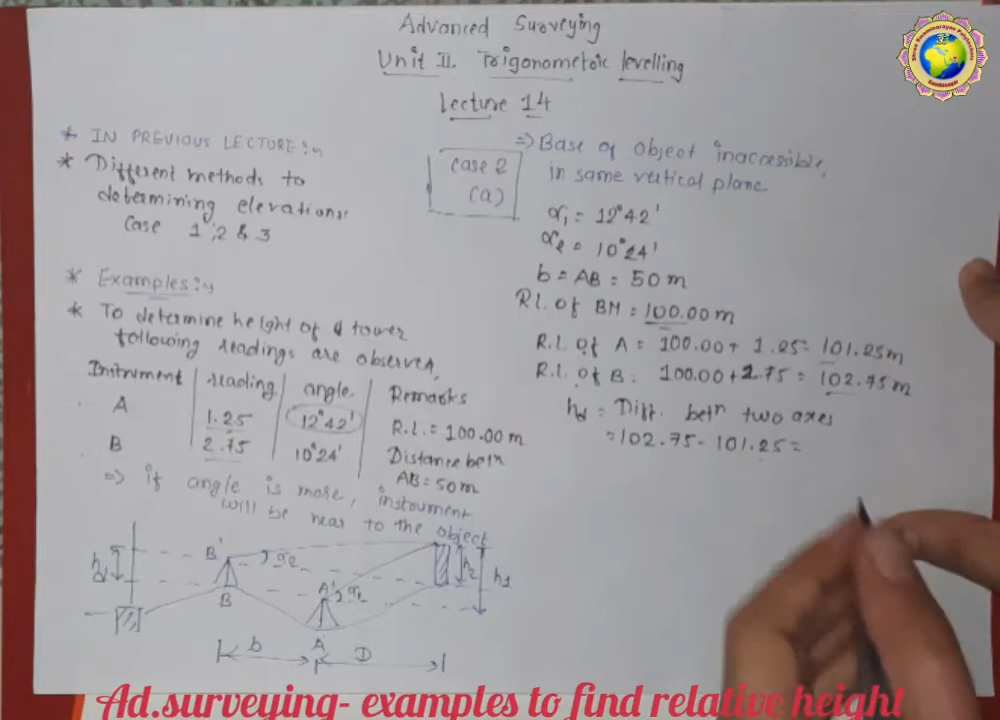 Advanced Surveying
Unit II. Trigonometric levelling
Lecture 14
* IN PREVIOUS LECTURE:-
* Different methods to
determining elevations:
Case 1, 2 & 3
* Examples:-
* To determine height of a tower
following readings are observed,
Instrument | reading | angle. | Remarks
A | 1.25 | 12°42' | R.L. = 100.00 m
B | 2.75 | 10°24' | Distance betn
AB = 50m
=> if angle is more, instrument
will be near to the object
case 2
(a)
=> Base of object inaccessible,
in same vertical plane
α1 = 12°42'
α2 = 10°24'
b = AB = 50 m
R.L. of BM = 100.00 m
R.L. of A = 100.00 + 1.25 = 101.25m
R.L. of B = 100.00 + 2.75 = 102.75 m
hd = Diff. betn two axes
= 102.75 - 101.25 =
hd
B'
α2
B
A'
α1
A
h2
h1
b
D
Ad.surveying- examples to find relative height